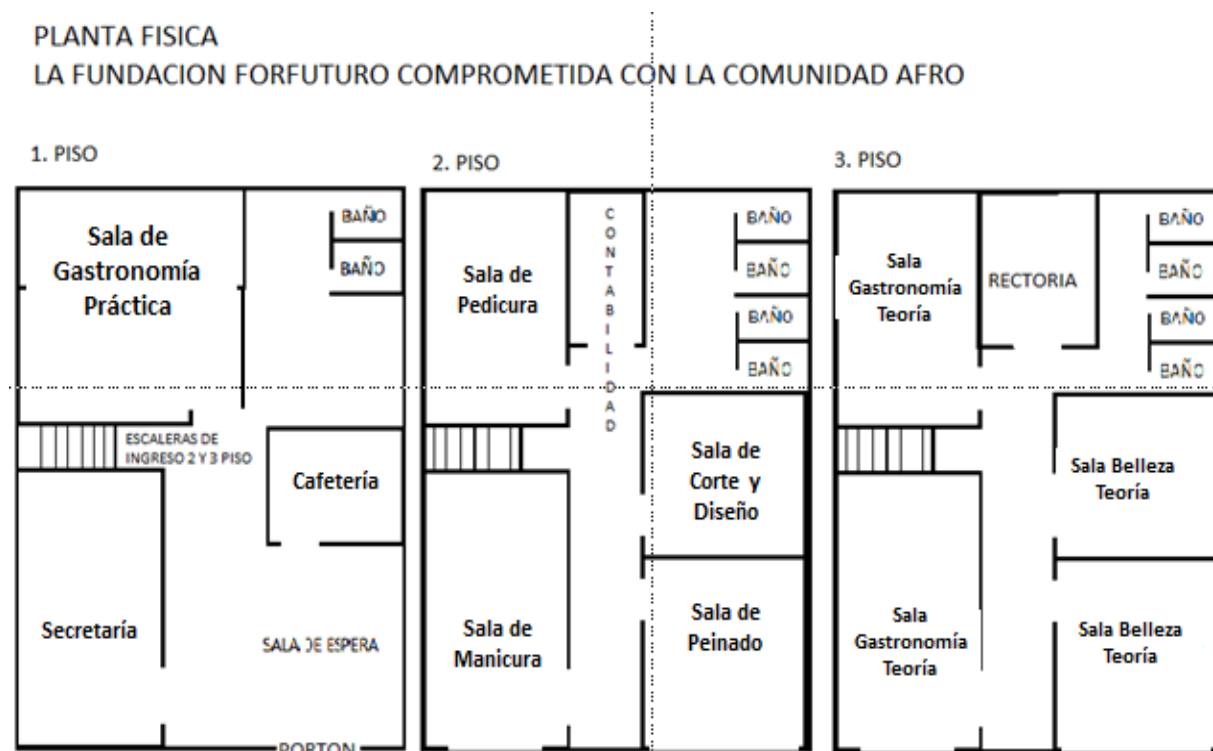 PLANTA FISICA
LA FUNDACION FORFUTURO COMPROMETIDA CON LA COMUNIDAD AFRO
1. PISO
Sala de
Gastronomía
Práctica
BAÑO
BAÑO
ESCALERAS DE
INGRESO 2 Y 3 PISO
Cafetería
Secretaría
SALA DE ESPERA
PORTON
2. PISO
Sala de
Pedicura
CONTABILIDAD
BAÑO
BAÑO
BAÑO
BAÑO
Sala de
Corte y
Diseño
Sala de
Manicura
Sala de
Peinado
3. PISO
Sala
Gastronomía
Teoría
RECTORIA
BAÑO
BAÑO
BAÑO
BAÑO
Sala Belleza
Teoría
Sala
Gastronomía
Teoría
Sala Belleza
Teoría